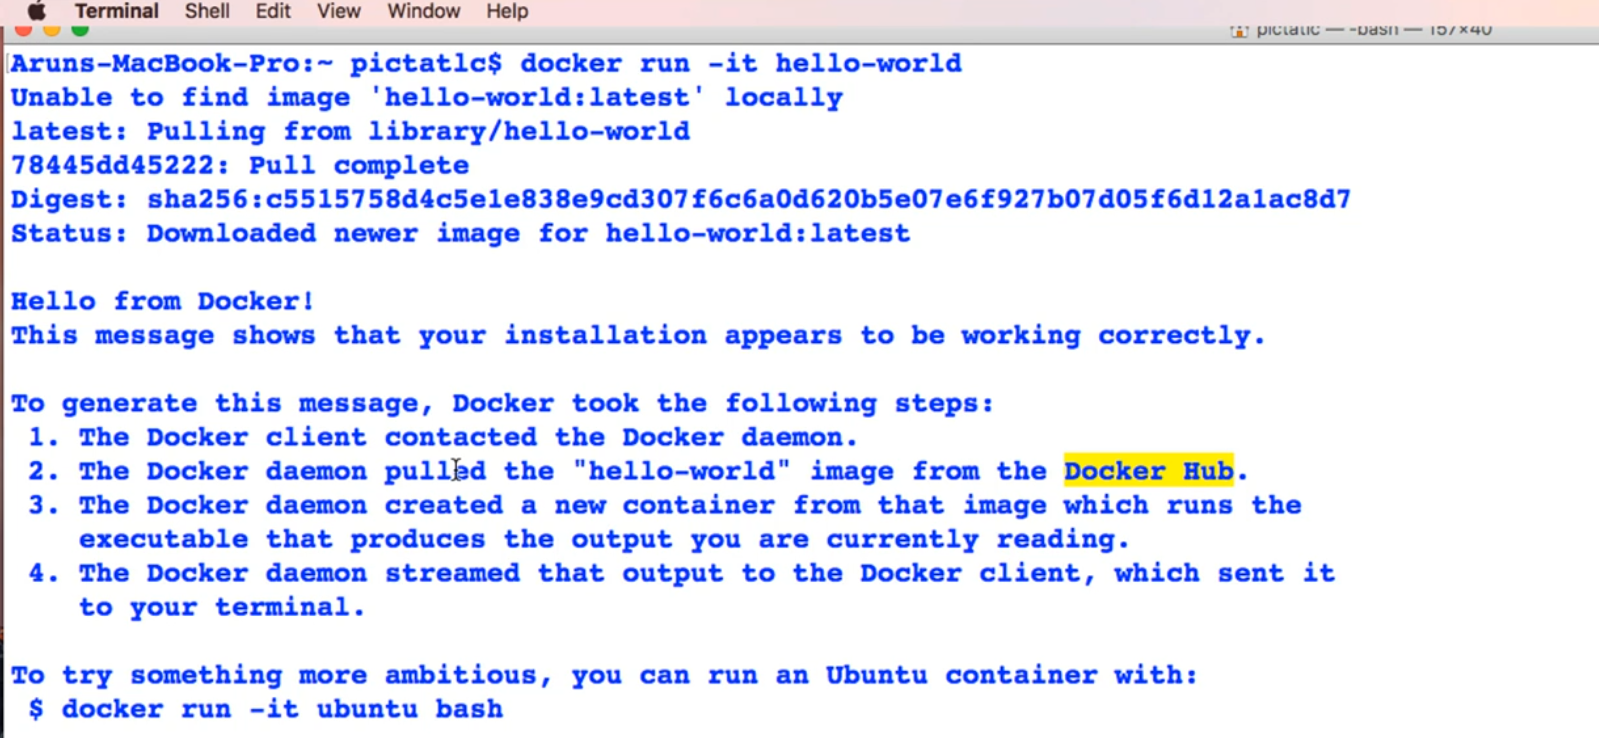 Terminal Shell Edit View Window Help
pictatic — -bash — 157×40
Aruns-MacBook-Pro:~ pictatlc$ docker run -it hello-world
Unable to find image 'hello-world:latest' locally
latest: Pulling from library/hello-world
78445dd45222: Pull complete
Digest: sha256:c5515758d4c5e1e838e9cd307f6c6a0d620b5e07e6f927b07d05f6d12a1ac8d7
Status: Downloaded newer image for hello-world:latest
Hello from Docker!
This message shows that your installation appears to be working correctly.
To generate this message, Docker took the following steps:
1. The Docker client contacted the Docker daemon.
2. The Docker daemon pulled the "hello-world" image from the Docker Hub.
3. The Docker daemon created a new container from that image which runs the
executable that produces the output you are currently reading.
4. The Docker daemon streamed that output to the Docker client, which sent it
to your terminal.
To try something more ambitious, you can run an Ubuntu container with:
$ docker run -it ubuntu bash